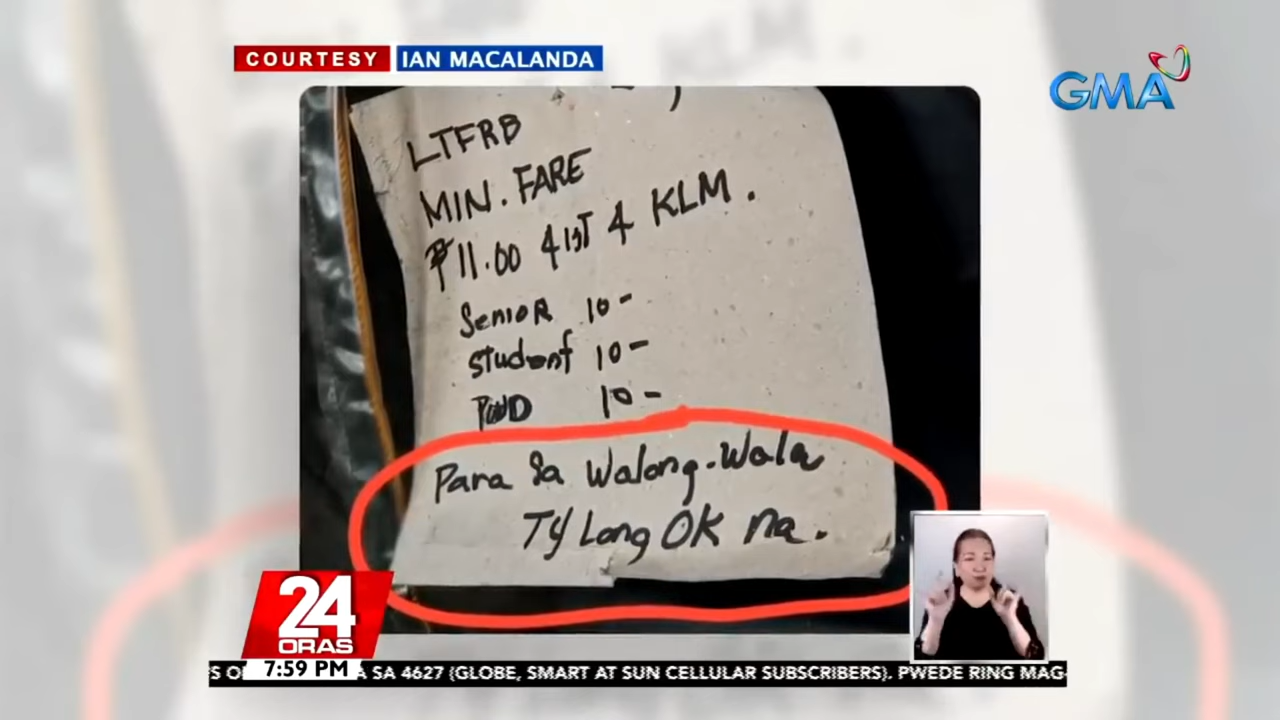 COURTESY IAN MACALANDA
GMA
LTFRB
MIN. FARE
₱11.00 41st 4 KLM.
Senior 10-
Student 10-
PWD 10-
Para Sa Walang-Wala
Ty Lang OK na.
24
ORAS
7:59 PM
A SA 4627 (GLOBE, SMART AT SUN CELLULAR SUBSCRIBERS). PWEDE RING MAG-